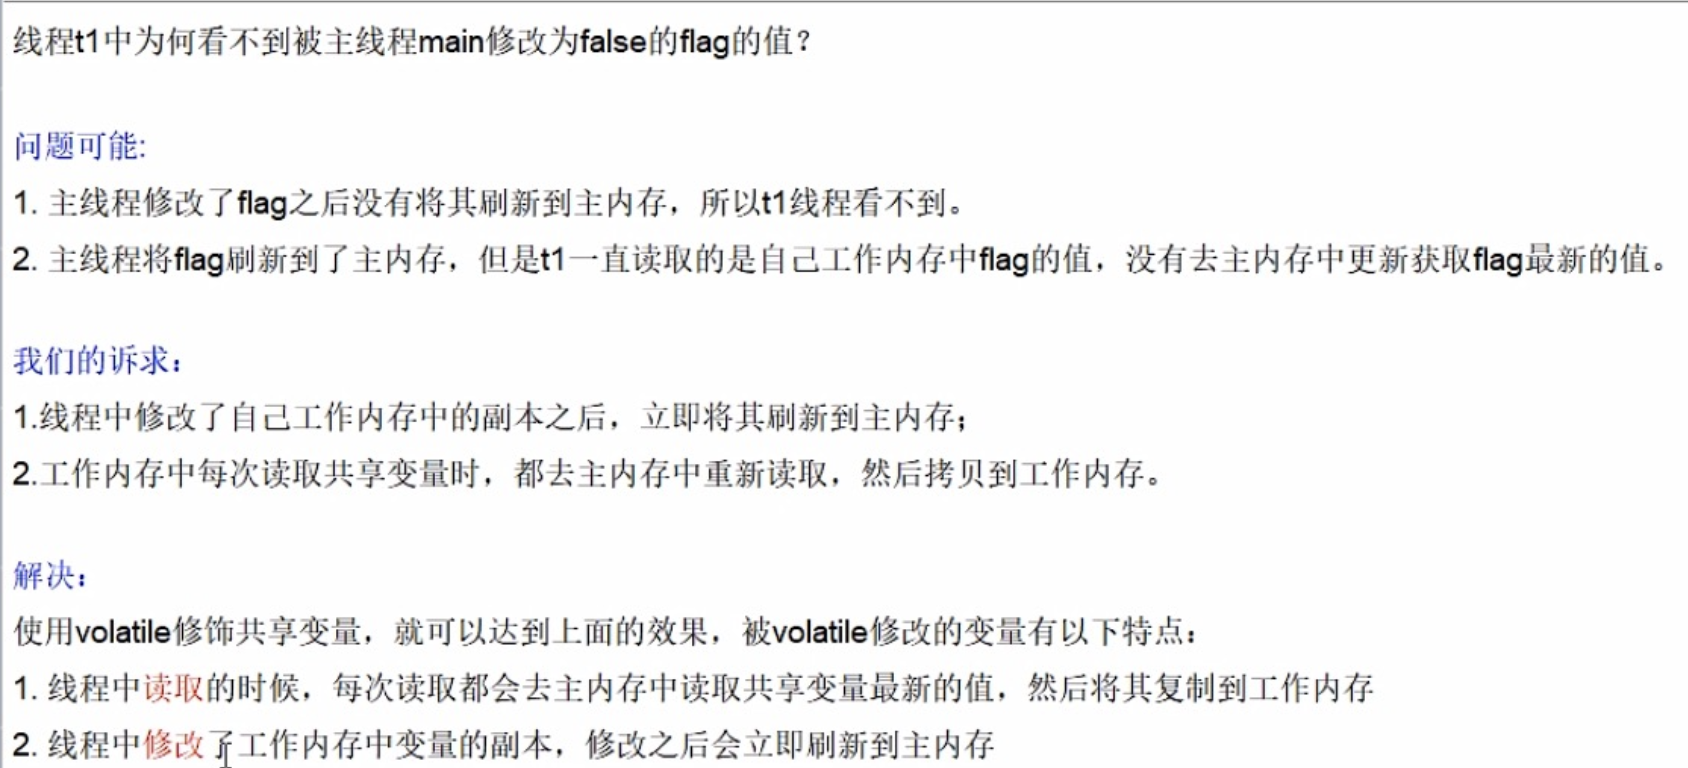 线程t1中为何看不到被主线程main修改为false的flag的值？
问题可能:
1. 主线程修改了flag之后没有将其刷新到主内存，所以t1线程看不到。
2. 主线程将flag刷新到了主内存，但是t1一直读取的是自己工作内存中flag的值，没有去主内存中更新获取flag最新的值。
我们的诉求：
1.线程中修改了自己工作内存中的副本之后，立即将其刷新到主内存；
2.工作内存中每次读取共享变量时，都去主内存中重新读取，然后拷贝到工作内存。
解决：
使用volatile修饰共享变量，就可以达到上面的效果，被volatile修改的变量有以下特点：
1. 线程中读取的时候，每次读取都会去主内存中读取共享变量最新的值，然后将其复制到工作内存
2. 线程中修改了工作内存中变量的副本，修改之后会立即刷新到主内存